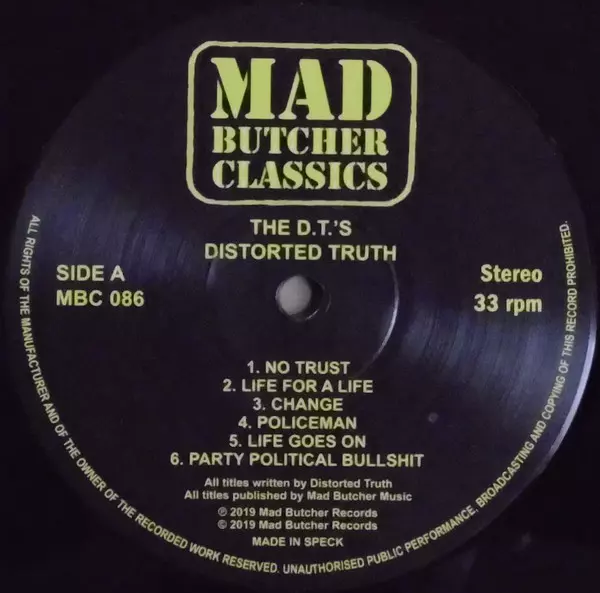 MAD
BUTCHER
CLASSICS
THE D.T.'S
DISTORTED TRUTH
SIDE A
MBC 086
Stereo
33 rpm
1. NO TRUST
2. LIFE FOR A LIFE
3. CHANGE
4. POLICEMAN
5. LIFE GOES ON
6. PARTY POLITICAL BULLSHIT
All titles written by Distorted Truth
All titles published by Mad Butcher Music
℗ 2019 Mad Butcher Records
© 2019 Mad Butcher Records
MADE IN SPECK
ALL RIGHTS OF THE MANUFACTURER AND OF THE OWNER OF THE RECORDED WORK RESERVED. UNAUTHORISED PUBLIC PERFORMANCE, BROADCASTING AND COPYING OF THIS RECORD PROHIBITED.